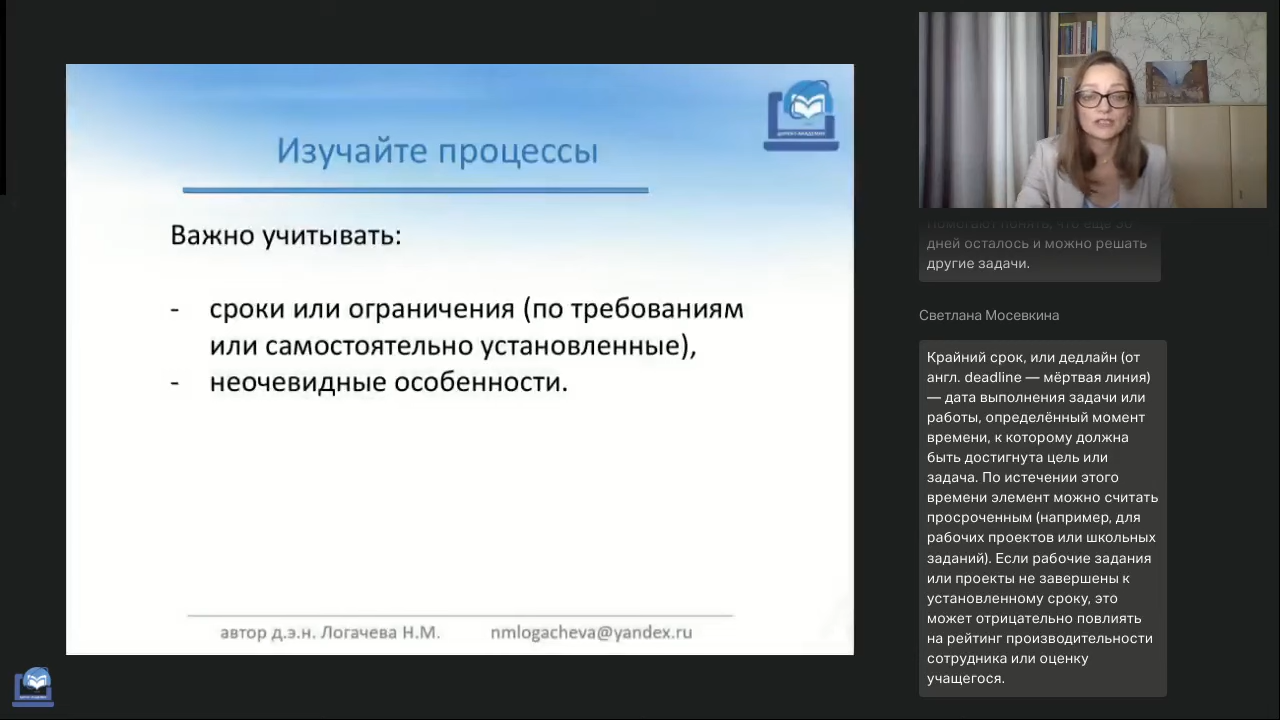 Изучайте процессы
Важно учитывать:
- сроки или ограничения (по требованиям
или самостоятельно установленные),
- неочевидные особенности.
автор д.э.н. Логачева Н.М. nmlogacheva@yandex.ru
дней осталось и можно решать
другие задачи.
Светлана Мосевкина
Крайний срок, или дедлайн (от
англ. deadline — мёртвая линия)
— дата выполнения задачи или
работы, определённый момент
времени, к которому должна
быть достигнута цель или
задача. По истечении этого
времени элемент можно считать
просроченным (например, для
рабочих проектов или школьных
заданий). Если рабочие задания
или проекты не завершены к
установленному сроку, это
может отрицательно повлиять
на рейтинг производительности
сотрудника или оценку
учащегося.